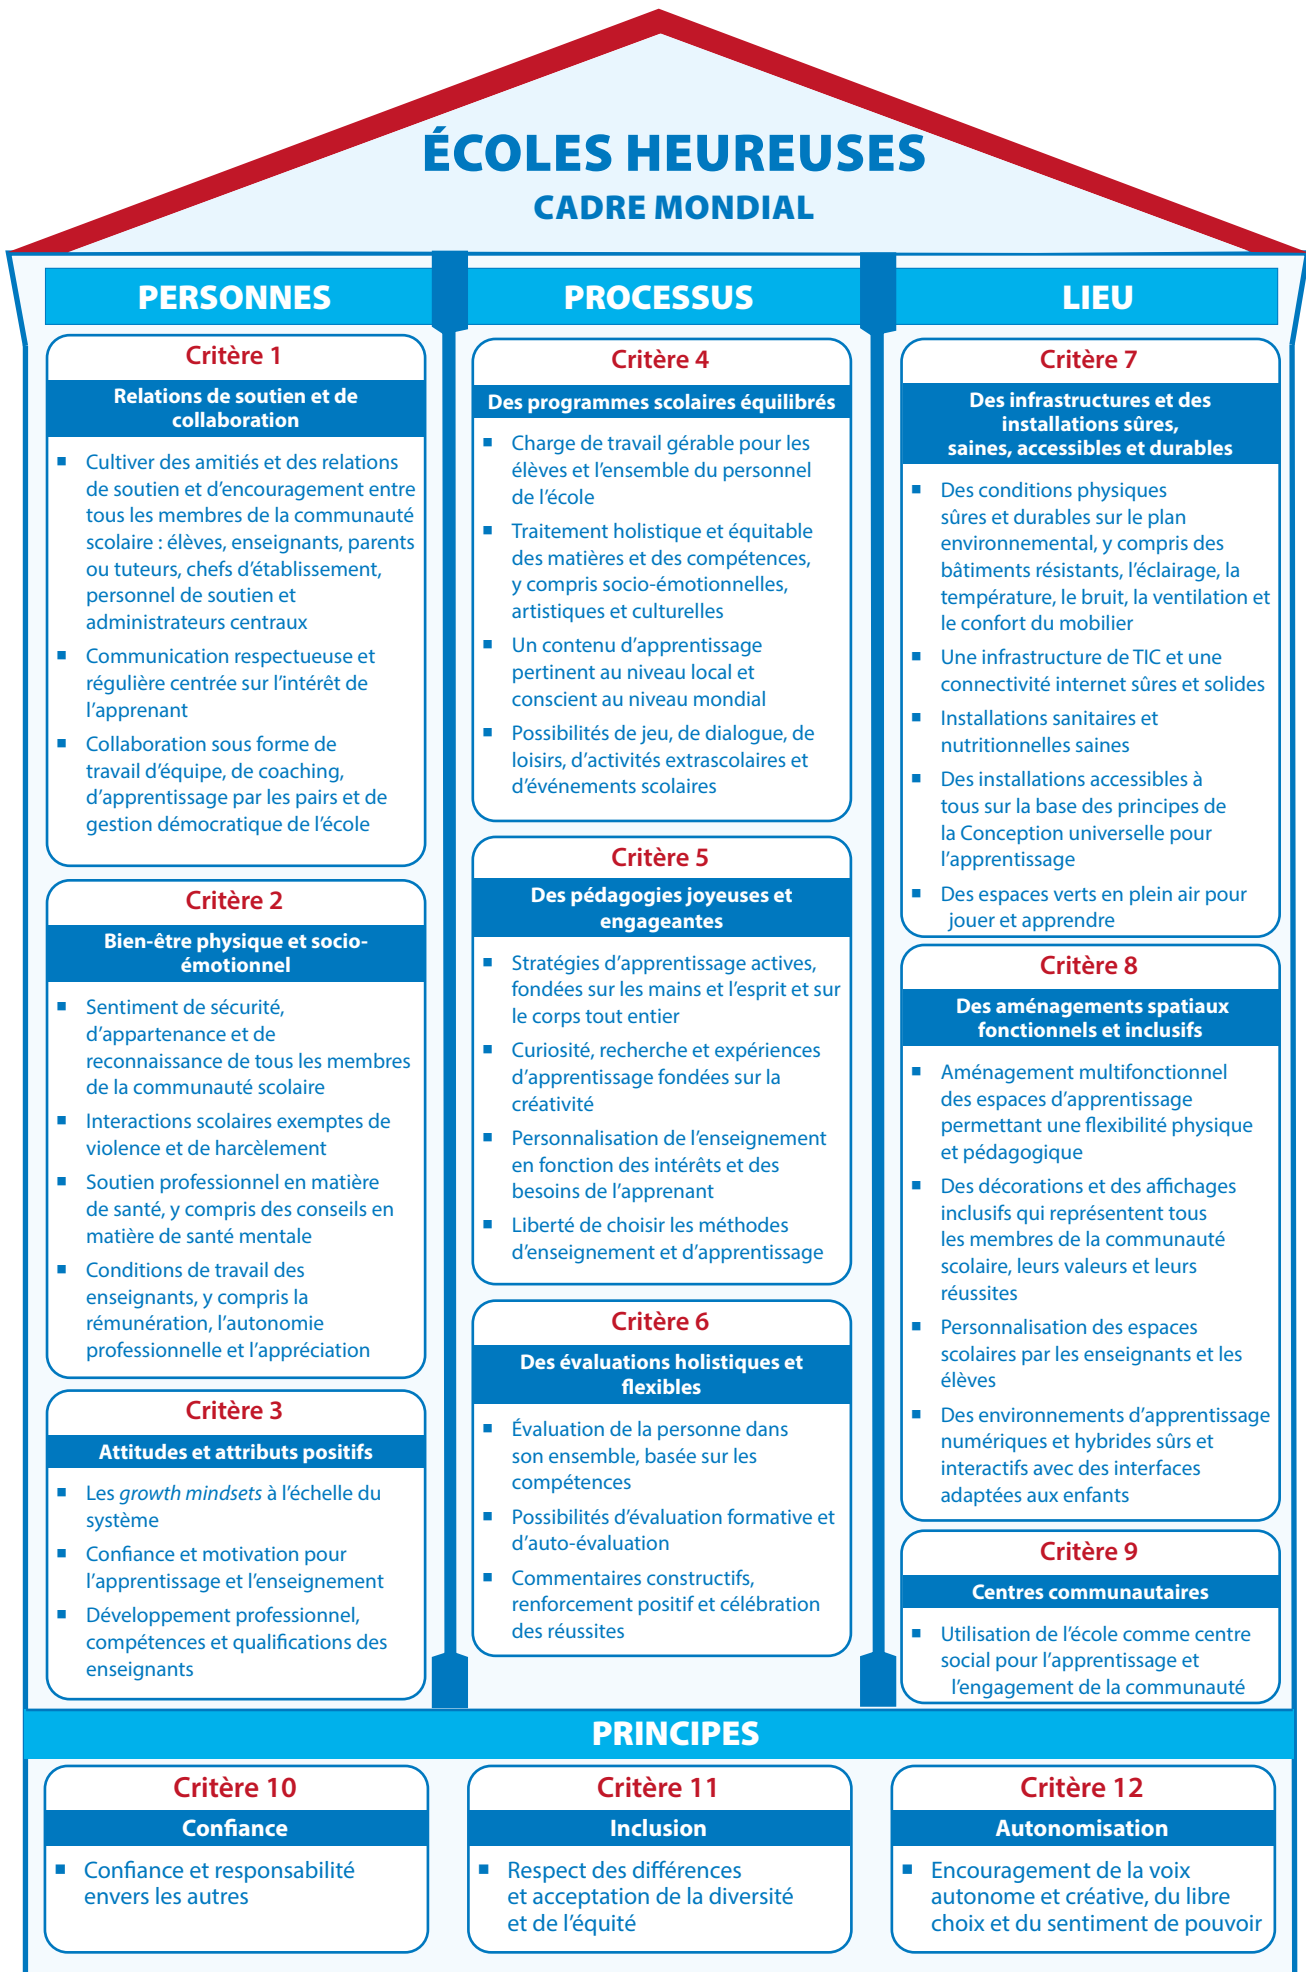 ÉCOLES HEUREUSES
CADRE MONDIAL
PERSONNES
Critère 1
Relations de soutien et de
collaboration
■ Cultiver des amitiés et des relations
de soutien et d’encouragement entre
tous les membres de la communauté
scolaire : élèves, enseignants, parents
ou tuteurs, chefs d’établissement,
personnel de soutien et
administrateurs centraux
■ Communication respectueuse et
régulière centrée sur l’intérêt de
l’apprenant
■ Collaboration sous forme de
travail d’équipe, de coaching,
d’apprentissage par les pairs et de
gestion démocratique de l’école
Critère 2
Bien-être physique et socio-
émotionnel
■ Sentiment de sécurité,
d’appartenance et de
reconnaissance de tous les membres
de la communauté scolaire
■ Interactions scolaires exemptes de
violence et de harcèlement
■ Soutien professionnel en matière
de santé, y compris des conseils en
matière de santé mentale
■ Conditions de travail des
enseignants, y compris la
rémunération, l’autonomie
professionnelle et l’appréciation
Critère 3
Attitudes et attributs positifs
■ Les growth mindsets à l’échelle du
système
■ Confiance et motivation pour
l’apprentissage et l’enseignement
■ Développement professionnel,
compétences et qualifications des
enseignants
PROCESSUS
Critère 4
Des programmes scolaires équilibrés
■ Charge de travail gérable pour les
élèves et l’ensemble du personnel
de l’école
■ Traitement holistique et équitable
des matières et des compétences,
y compris socio-émotionnelles,
artistiques et culturelles
■ Un contenu d’apprentissage
pertinent au niveau local et
conscient au niveau mondial
■ Possibilités de jeu, de dialogue, de
loisirs, d’activités extrascolaires et
d’événements scolaires
Critère 5
Des pédagogies joyeuses et
engageantes
■ Stratégies d’apprentissage actives,
fondées sur les mains et l’esprit et sur
le corps tout entier
■ Curiosité, recherche et expériences
d’apprentissage fondées sur la
créativité
■ Personnalisation de l’enseignement
en fonction des intérêts et des
besoins de l’apprenant
■ Liberté de choisir les méthodes
d’enseignement et d’apprentissage
Critère 6
Des évaluations holistiques et
flexibles
■ Évaluation de la personne dans
son ensemble, basée sur les
compétences
■ Possibilités d’évaluation formative et
d’auto-évaluation
■ Commentaires constructifs,
renforcement positif et célébration
des réussites
LIEU
Critère 7
Des infrastructures et des
installations sûres,
saines, accessibles et durables
■ Des conditions physiques
sûres et durables sur le plan
environnemental, y compris des
bâtiments résistants, l’éclairage, la
température, le bruit, la ventilation et
le confort du mobilier
■ Une infrastructure de TIC et une
connectivité internet sûres et solides
■ Installations sanitaires et
nutritionnelles saines
■ Des installations accessibles à
tous sur la base des principes de
la Conception universelle pour
l’apprentissage
■ Des espaces verts en plein air pour
jouer et apprendre
Critère 8
Des aménagements spatiaux
fonctionnels et inclusifs
■ Aménagement multifonctionnel
des espaces d’apprentissage
permettant une flexibilité physique
et pédagogique
■ Des décorations et des affichages
inclusifs qui représentent tous
les membres de la communauté
scolaire, leurs valeurs et leurs
réussites
■ Personnalisation des espaces
scolaires par les enseignants et les
élèves
■ Des environnements d’apprentissage
numériques et hybrides sûrs et
interactifs avec des interfaces
adaptées aux enfants
Critère 9
Centres communautaires
■ Utilisation de l’école comme centre
social pour l’apprentissage et
l’engagement de la communauté
PRINCIPES
Critère 10
Confiance
■ Confiance et responsabilité
envers les autres
Critère 11
Inclusion
■ Respect des différences
et acceptation de la diversité
et de l’équité
Critère 12
Autonomisation
■ Encouragement de la voix
autonome et créative, du libre
choix et du sentiment de pouvoir